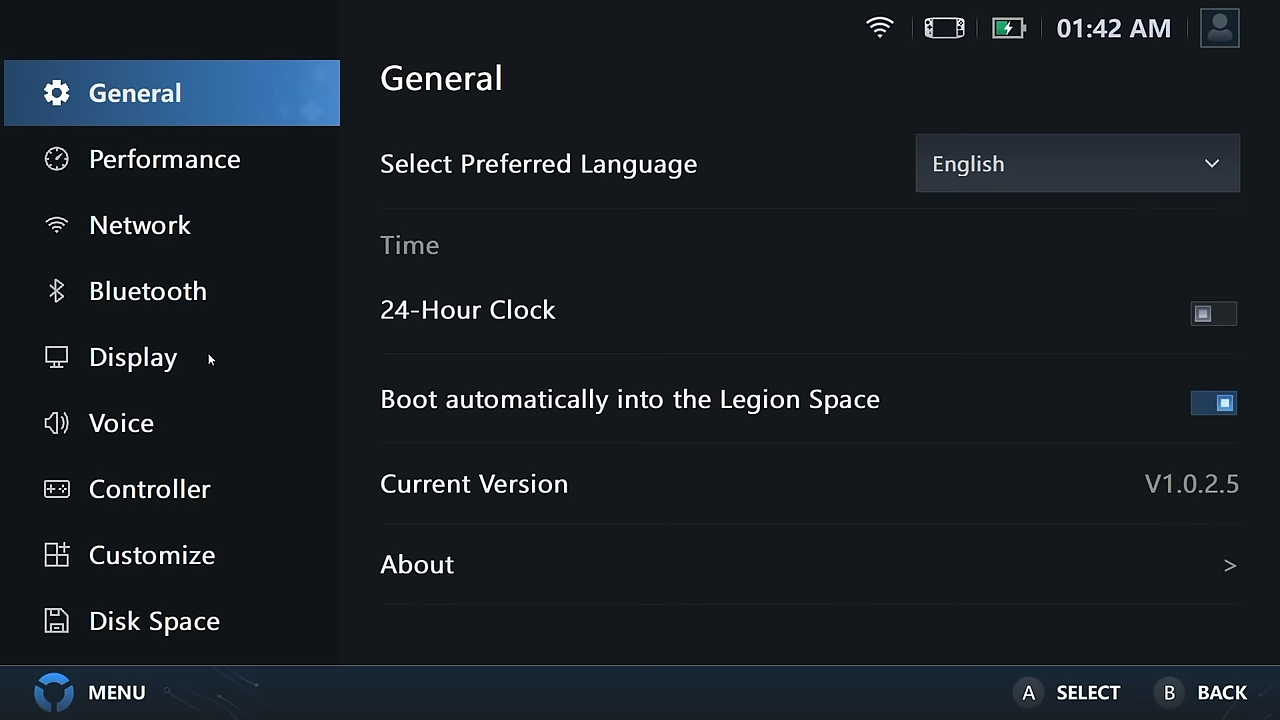 01:42 AM
General
Performance
Network
Bluetooth
Display
Voice
Controller
Customize
Disk Space
General
Select Preferred Language
English
Time
24-Hour Clock
Boot automatically into the Legion Space
Current Version
V1.0.2.5
About
>
MENU
A SELECT
B BACK